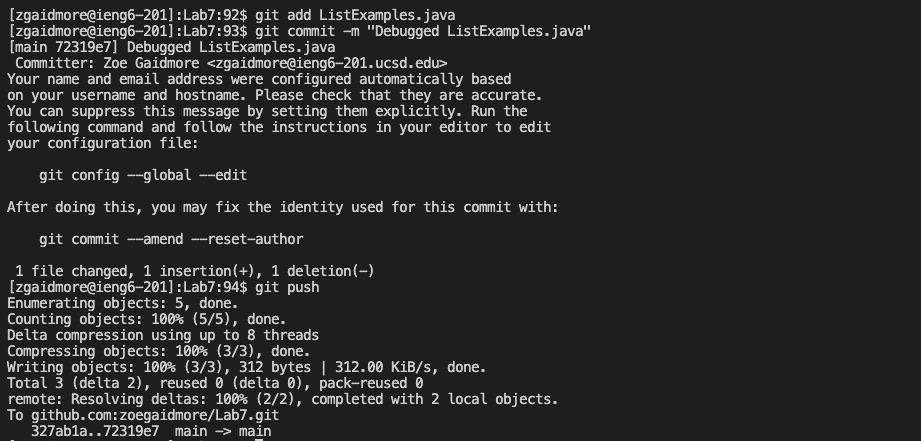 [zgaidmore@ieng6-201]:Lab7:92$ git add ListExamples.java
[zgaidmore@ieng6-201]:Lab7:93$ git commit -m "Debugged ListExamples.java"
[main 72319e7] Debugged ListExamples.java
 Committer: Zoe Gaidmore <zgaidmore@ieng6-201.ucsd.edu>
Your name and email address were configured automatically based
on your username and hostname. Please check that they are accurate.
You can suppress this message by setting them explicitly. Run the
following command and follow the instructions in your editor to edit
your configuration file:

    git config --global --edit

After doing this, you may fix the identity used for this commit with:

    git commit --amend --reset-author

 1 file changed, 1 insertion(+), 1 deletion(-)
[zgaidmore@ieng6-201]:Lab7:94$ git push
Enumerating objects: 5, done.
Counting objects: 100% (5/5), done.
Delta compression using up to 8 threads
Compressing objects: 100% (3/3), done.
Writing objects: 100% (3/3), 312 bytes | 312.00 KiB/s, done.
Total 3 (delta 2), reused 0 (delta 0), pack-reused 0
remote: Resolving deltas: 100% (2/2), completed with 2 local objects.
To github.com:zoegaidmore/Lab7.git
   327ab1a..72319e7  main -> main